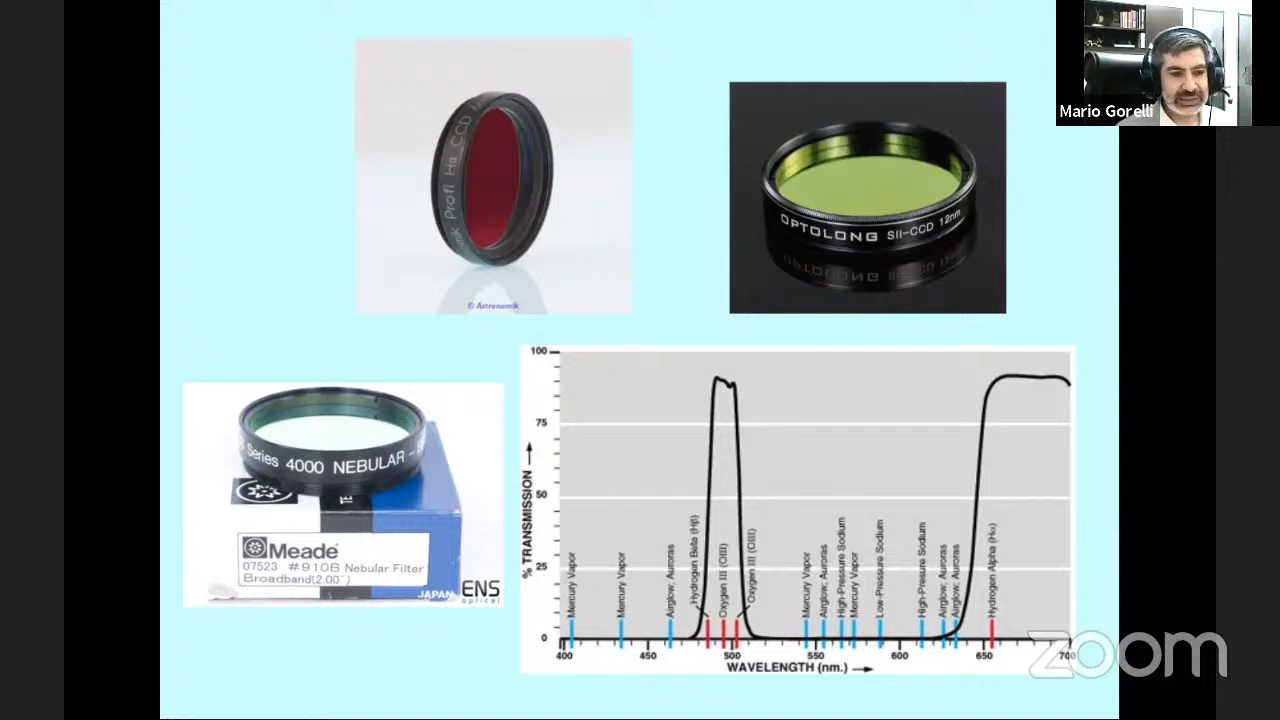 Mario Gorelli
Profi Hα CCD
© Astronomik
OPTOLONG SII-CCD 12nm
Series 4000 NEBULAR -
Meade
07523 #910B Nebular Filter
Broadband(2.00")
JAPAN
ENS
optical
100
75
50
25
0
% TRANSMISSION
Mercury Vapor
Mercury Vapor
Airglow; Auroras
Hydrogen Beta (Hβ)
Oxygen III (OIII)
Oxygen III (OIII)
Mercury Vapor
Airglow; Auroras
High-Pressure Sodium
Mercury Vapor
Low-Pressure Sodium
High-Pressure Sodium
Airglow; Auroras
Airglow; Auroras
Hydrogen Alpha (Hα)
400 450 500 550 600 650 700
WAVELENGTH (nm.)
zoom